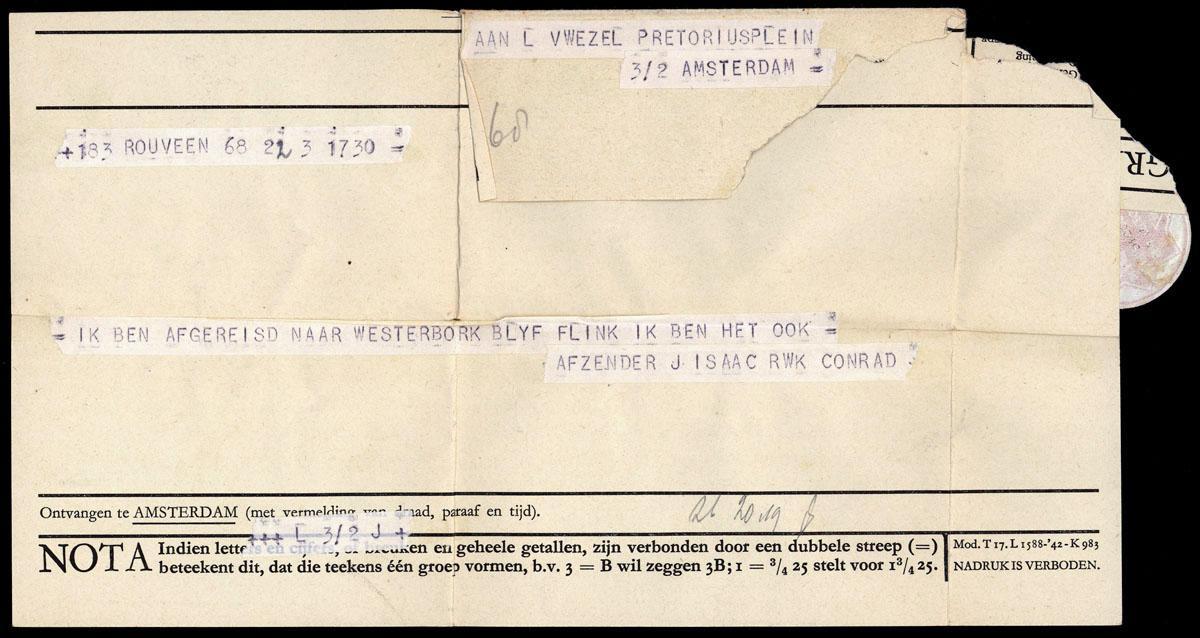 AAN L VWEZEL PRETORIUSPLEIN
3/2 AMSTERDAM =
68
+183 ROUVEEN 68 22 3 1730 =
= IK BEN AFGEREISD NAAR WESTERBORK BLYF FLINK IK BEN HET OOK =
AFZENDER J ISAAC RWK CONRAD =
Ontvangen te AMSTERDAM (met vermelding van draad, paraaf en tijd).
+++ L 3/2 J +
NOTA Indien letters en cijfers, of breuken en geheele getallen, zijn verbonden door een dubbele streep (=)
beteekent dit, dat die teekens één groep vormen, b.v. 3 = B wil zeggen 3B; 1 = 3/4 25 stelt voor 1 3/4 25.
Mod. T 17. L 1588-'42-K 983
NADRUK IS VERBODEN.